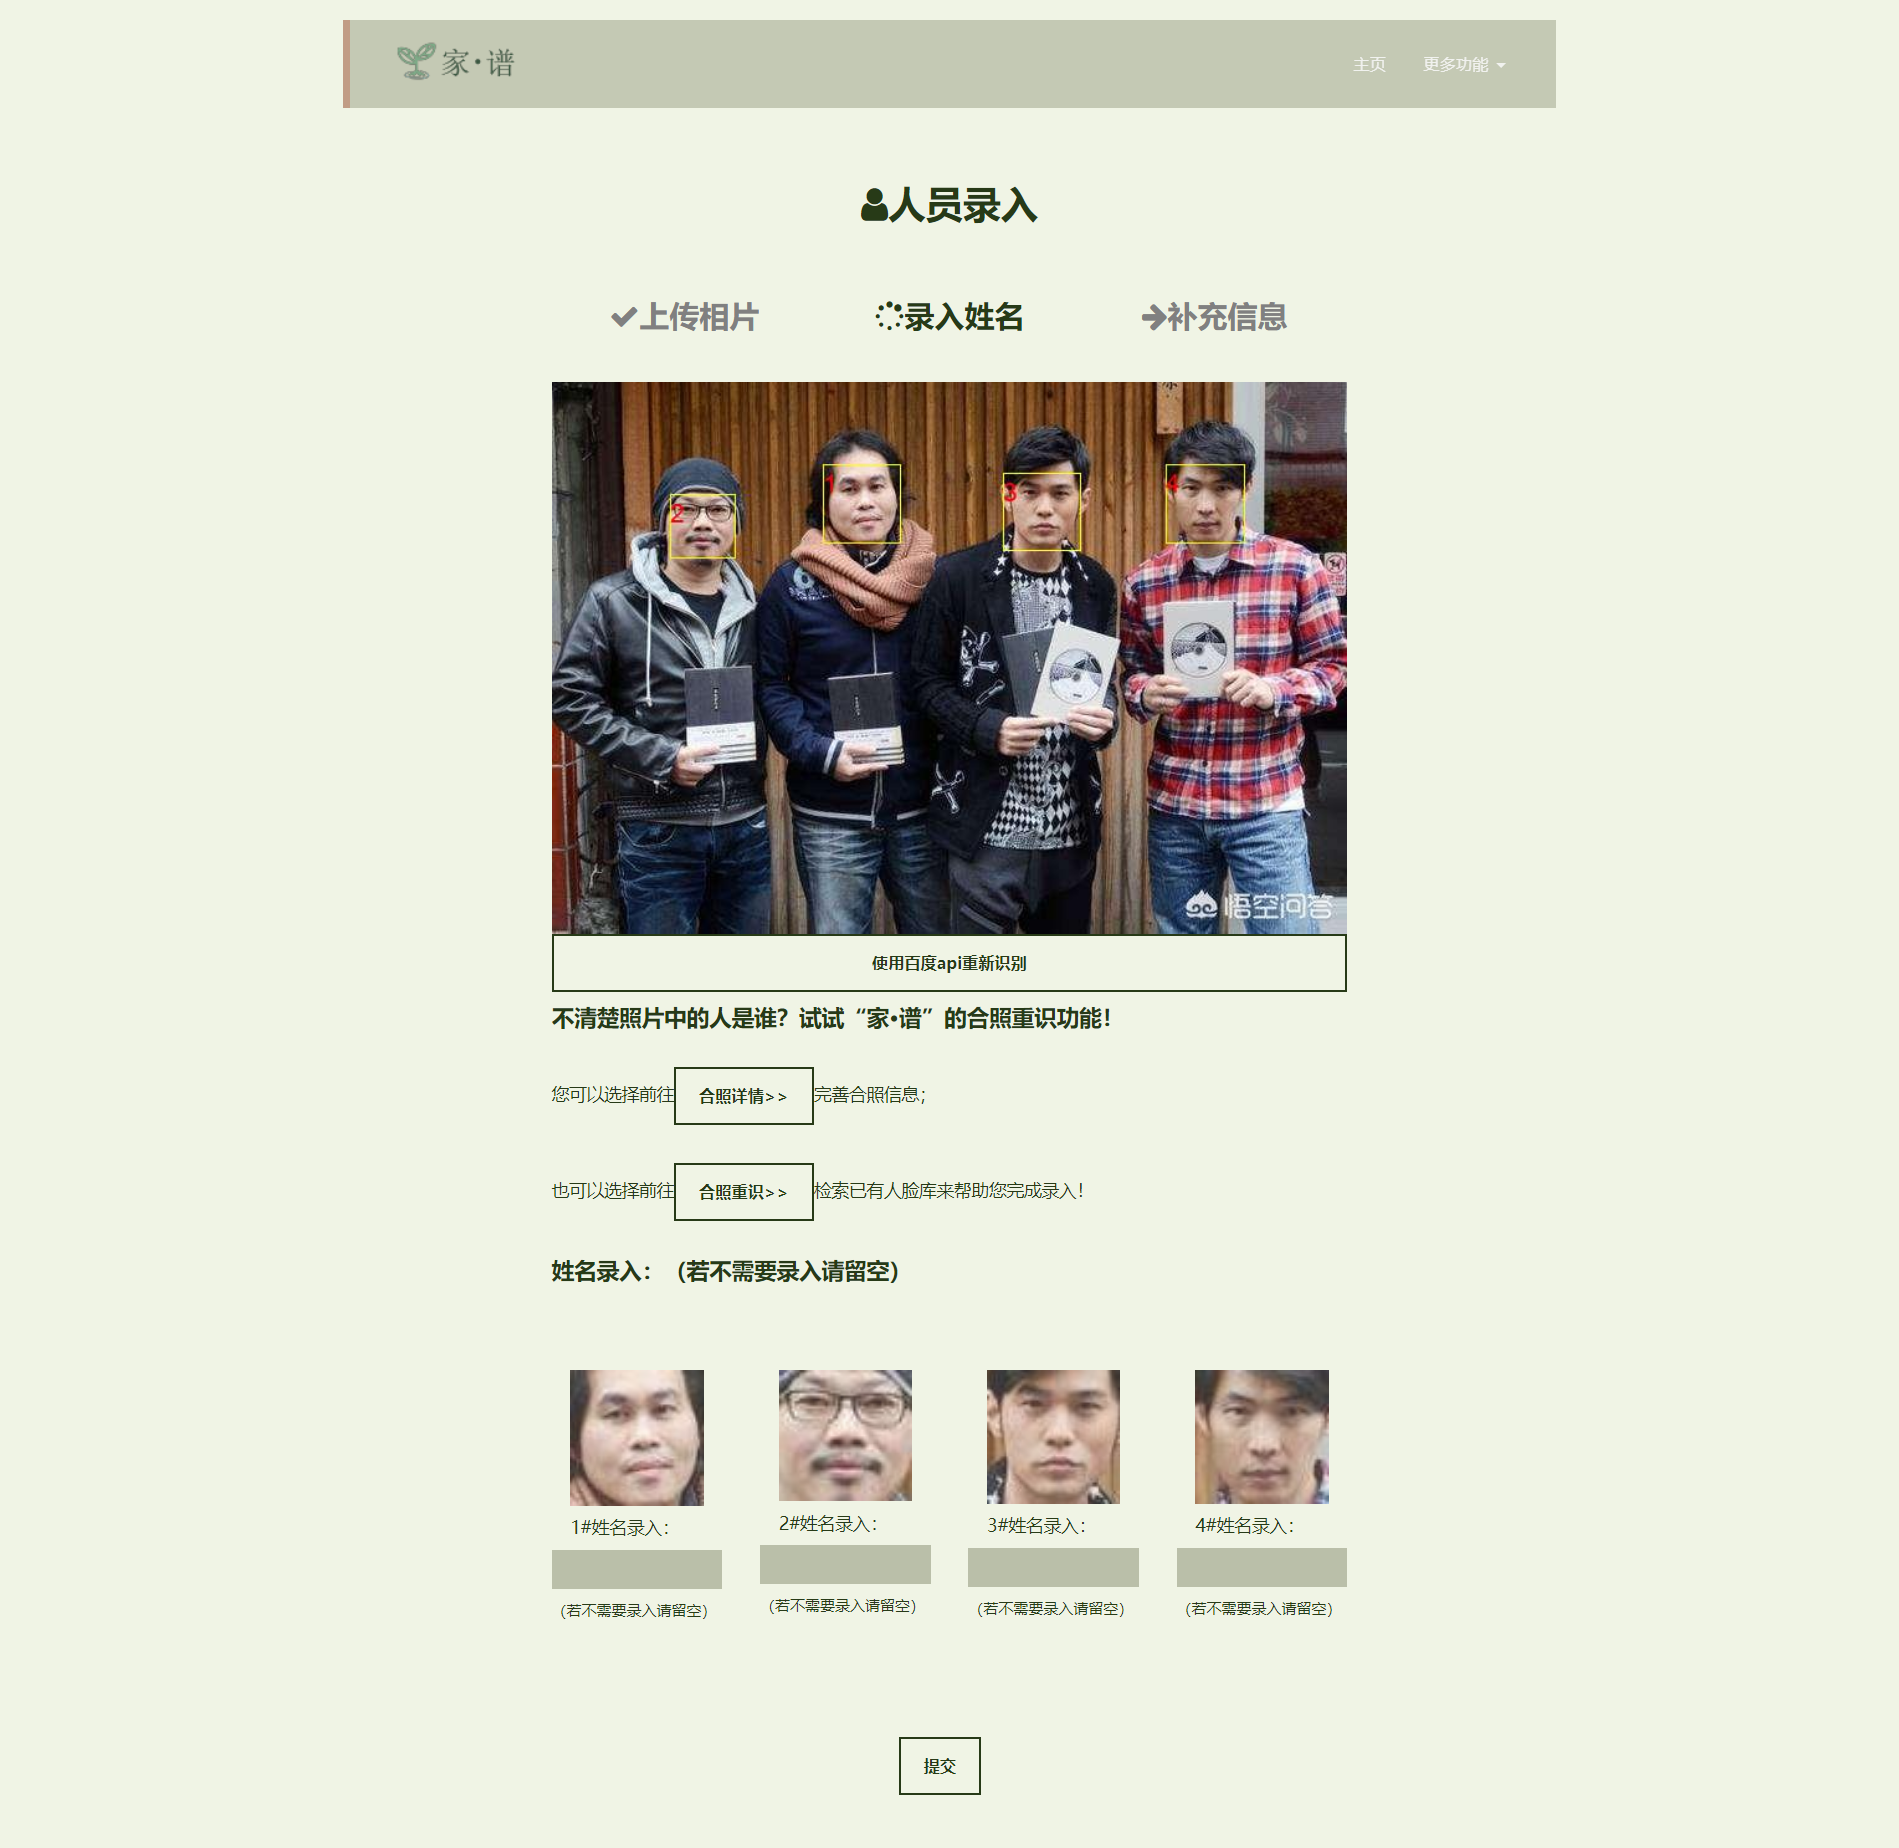 家·谱
主页 更多功能
人员录入
上传相片 录入姓名 补充信息
2 1 3 4
悟空问答
使用百度api重新识别
不清楚照片中的人是谁？试试“家·谱”的合照重识功能！
您可以选择前往 合照详情>> 完善合照信息；
也可以选择前往 合照重识>> 检索已有人脸库来帮助您完成录入！
姓名录入：（若不需要录入请留空）
1#姓名录入： 2#姓名录入： 3#姓名录入： 4#姓名录入：
（若不需要录入请留空） （若不需要录入请留空） （若不需要录入请留空） （若不需要录入请留空）
提交